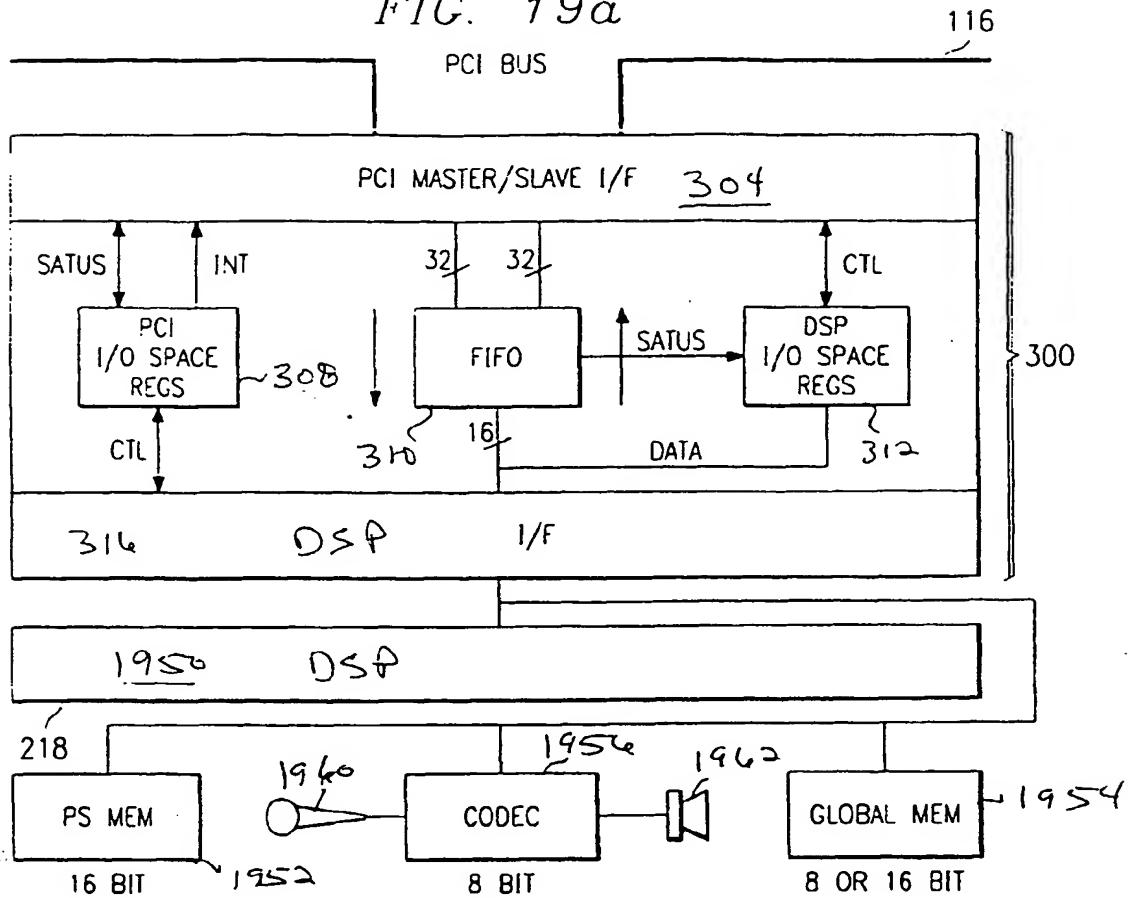 FIG. 19a
116
PCI BUS
PCI MASTER/SLAVE I/F 304
SATUS
INT
32
32
CTL
PCI
I/O SPACE
REGS
308
FIFO
310
SATUS
DSP
I/O SPACE
REGS
312
300
CTL
16
DATA
316 DSP I/F
1950 DSP
218
PS MEM
1952
16 BIT
1960
CODEC
1956
8 BIT
1962
GLOBAL MEM
1954
8 OR 16 BIT